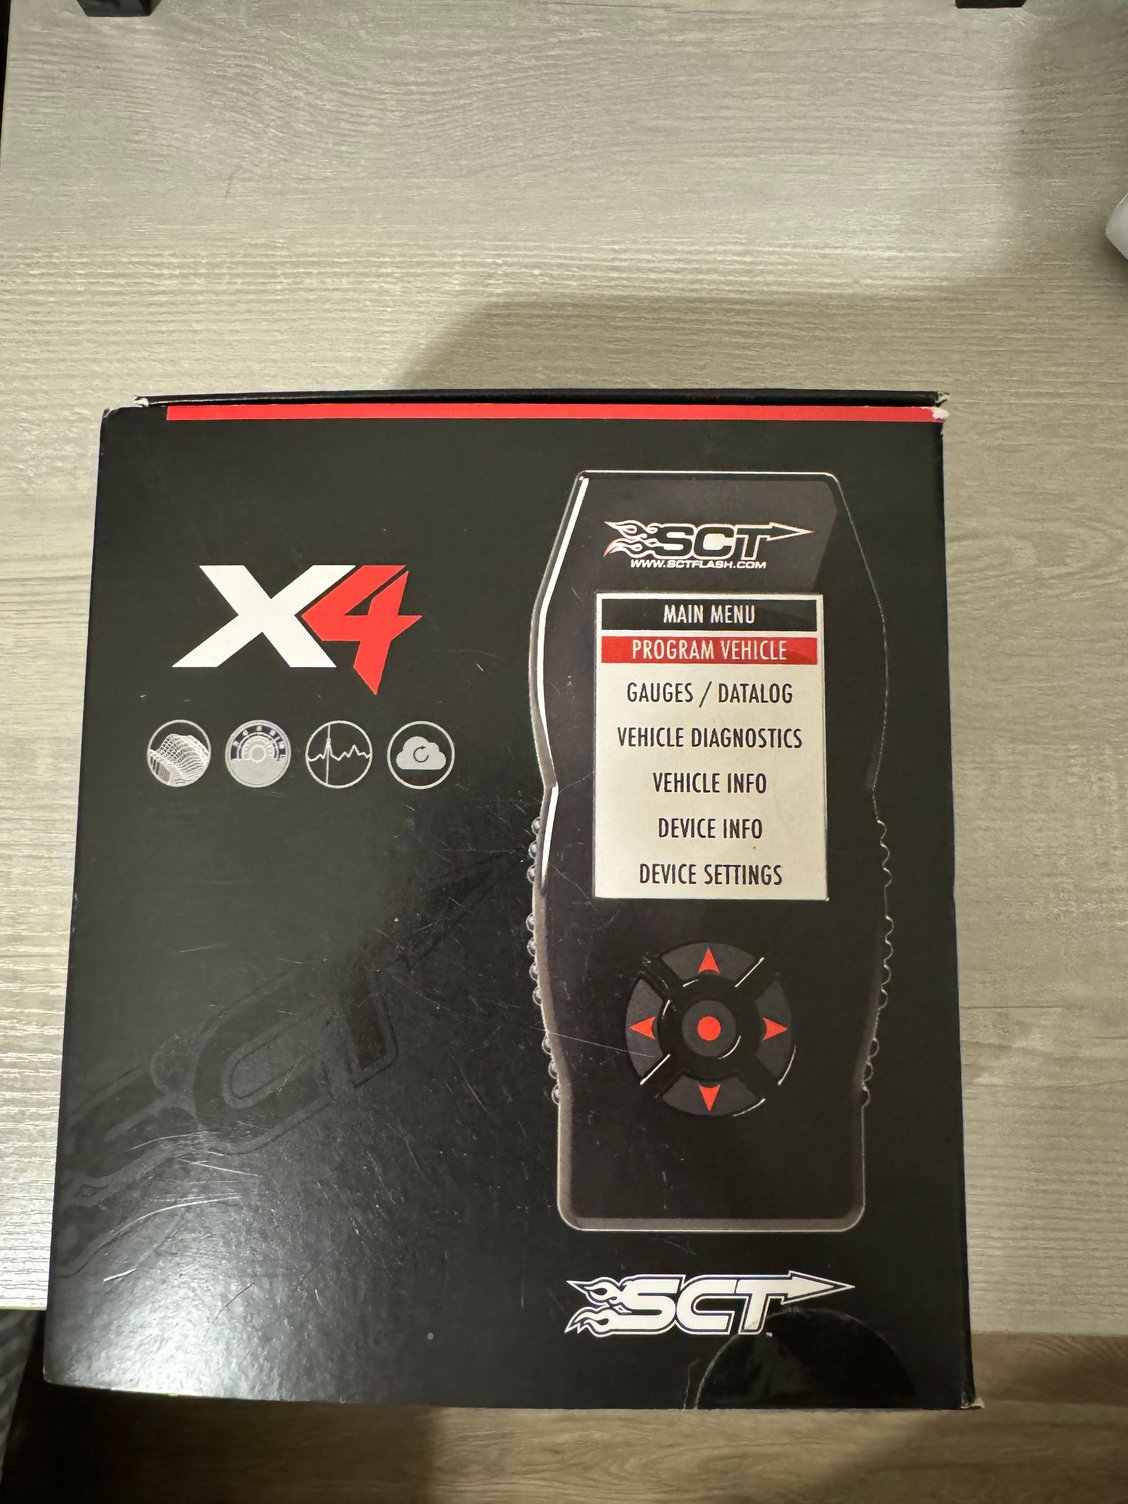 X4
SCT
WWW.SCTFLASH.COM
MAIN MENU
PROGRAM VEHICLE
GAUGES / DATALOG
VEHICLE DIAGNOSTICS
VEHICLE INFO
DEVICE INFO
DEVICE SETTINGS
SCT
SCT™